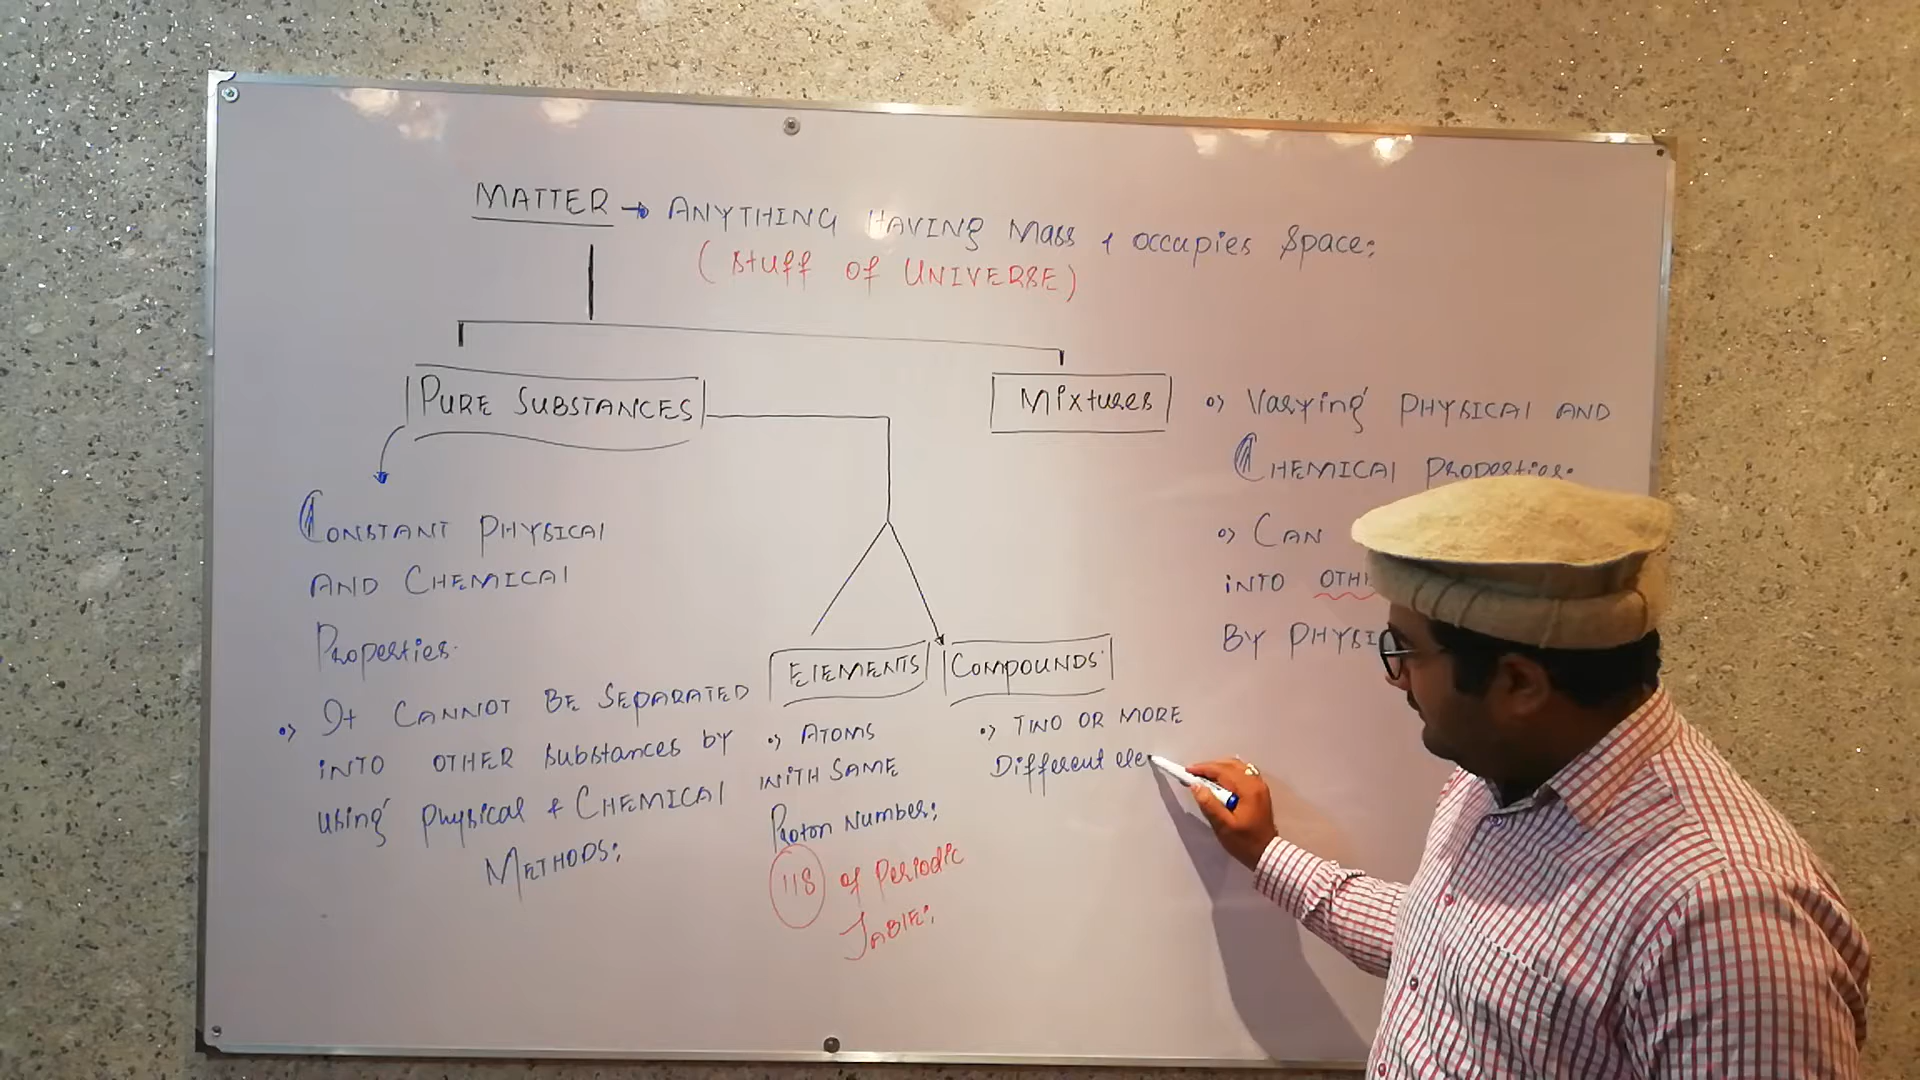 MATTER → ANYTHING HAVING Mass & occupies Space:
(stuff of UNIVERSE)
PURE SUBSTANCES
Mixtures
Varying PHYSICAl AND
CHEMICAl PROPERTIES.
CAN
iNTO OTHE
BY PHYSI
CONSTANT PHYSICAl
AND CHEMICAl
Properties.
It CANNOT BE SEPARATED
iNTO OTHER substances by
using physical & CHEMICAl
METHODS:
ElEMENTS
ATOMS
WITH SAME
Proton Number:
118 of Periodic
TABlE:
COMPOUNDS
TWO OR MORE
Different ele